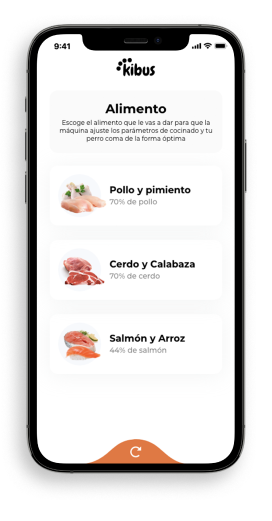 9:41
kibus
Alimento
Escoge el alimento que le vas a dar para que la
máquina ajuste los parámetros de cocinado y tu
perro coma de la forma óptima
Pollo y pimiento
70% de pollo
Cerdo y Calabaza
70% de cerdo
Salmón y Arroz
44% de salmón